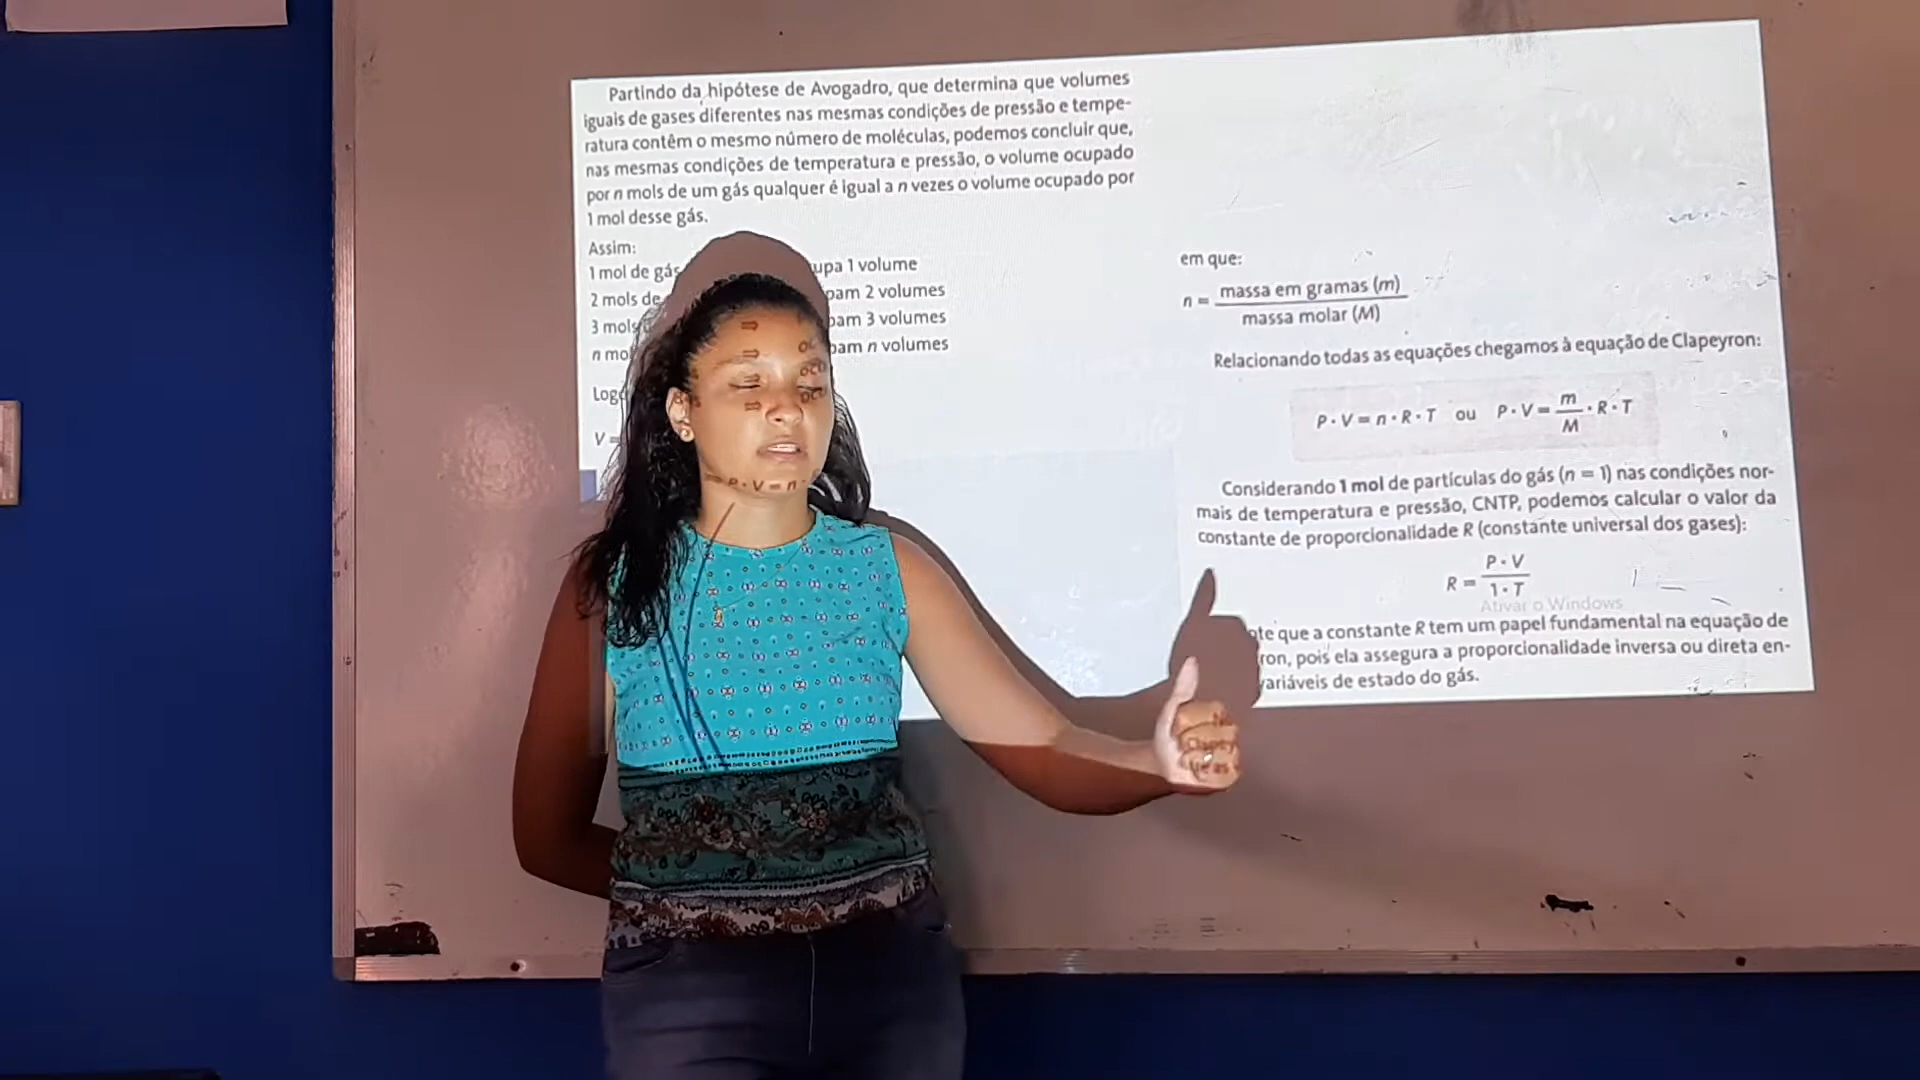 Partindo da hipótese de Avogadro, que determina que volumes
iguais de gases diferentes nas mesmas condições de pressão e tempe-
ratura contêm o mesmo número de moléculas, podemos concluir que,
nas mesmas condições de temperatura e pressão, o volume ocupado
por n mols de um gás qualquer é igual a n vezes o volume ocupado por
1 mol desse gás.
Assim:
1 mol de gás ⇒ upa 1 volume
2 mols de ⇒ pam 2 volumes
3 mols ⇒ pam 3 volumes
n mol ⇒ pam n volumes
Logo
V =
⇒ P · V = n ·
em que:
n = massa em gramas (m) / massa molar (M)
Relacionando todas as equações chegamos à equação de Clapeyron:
P · V = n · R · T ou P · V = m / M · R · T
Considerando 1 mol de partículas do gás (n = 1) nas condições nor-
mais de temperatura e pressão, CNTP, podemos calcular o valor da
constante de proporcionalidade R (constante universal dos gases):
R = P · V / 1 · T
Ativar o Windows
Note que a constante R tem um papel fundamental na equação de
Clapeyron, pois ela assegura a proporcionalidade inversa ou direta en-
tre as variáveis de estado do gás.